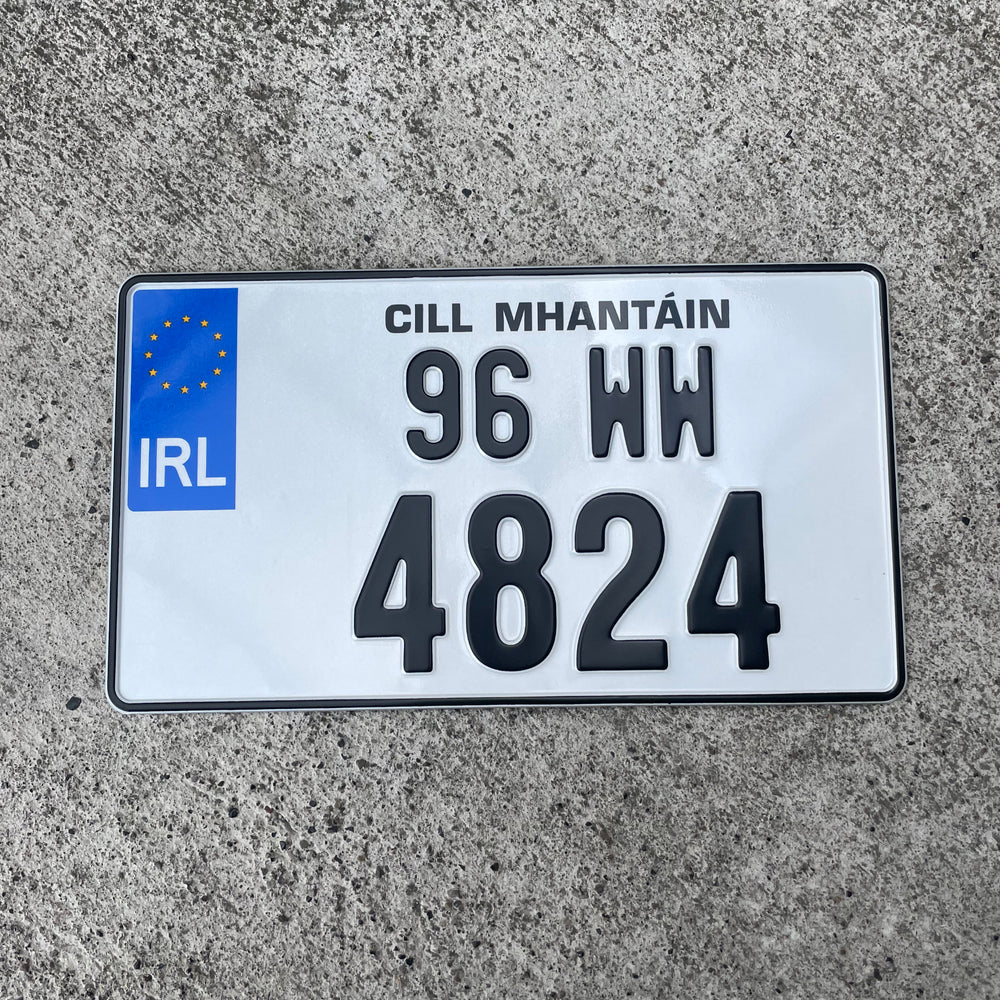 CILL MHANTÁIN
96 WW
IRL
4824